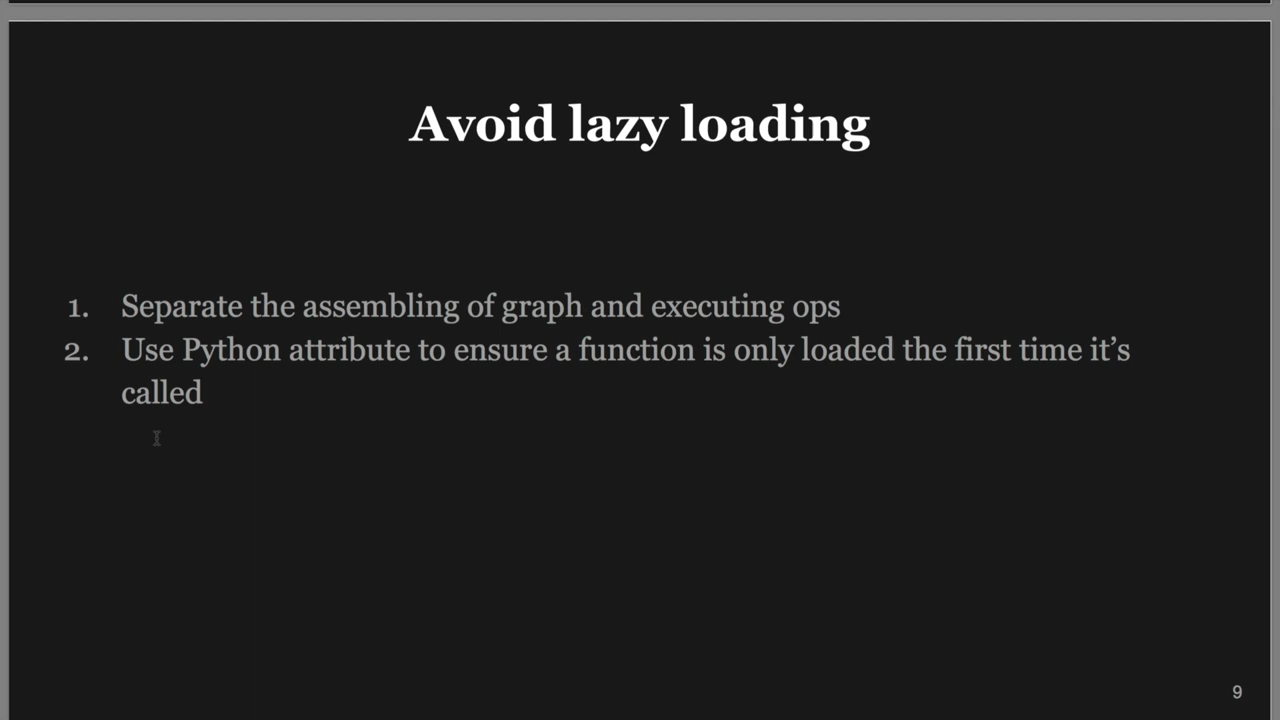 Avoid lazy loading
1. Separate the assembling of graph and executing ops
2. Use Python attribute to ensure a function is only loaded the first time it’s
called
9